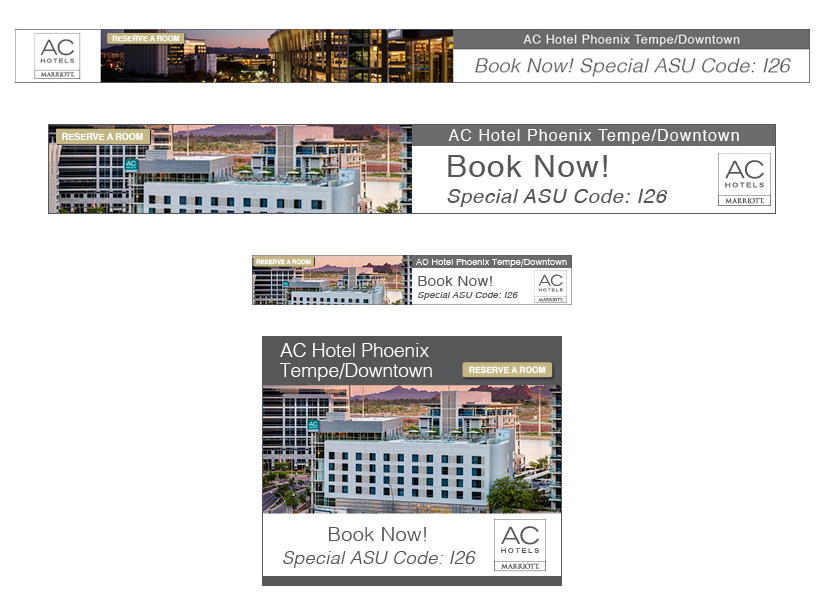 AC
HOTELS
MARRIOTT
RESERVE A ROOM
MARRIOTT
AC Hotel Phoenix Tempe/Downtown
Book Now! Special ASU Code: I26
RESERVE A ROOM
AC
AC Hotel Phoenix Tempe/Downtown
Book Now!
Special ASU Code: I26
AC
HOTELS
MARRIOTT
RESERVE A ROOM
AC Hotel Phoenix Tempe/Downtown
Book Now!
Special ASU Code: I26
AC
HOTELS
MARRIOTT
AC Hotel Phoenix
Tempe/Downtown
RESERVE A ROOM
AC
Book Now!
Special ASU Code: I26
AC
HOTELS
MARRIOTT